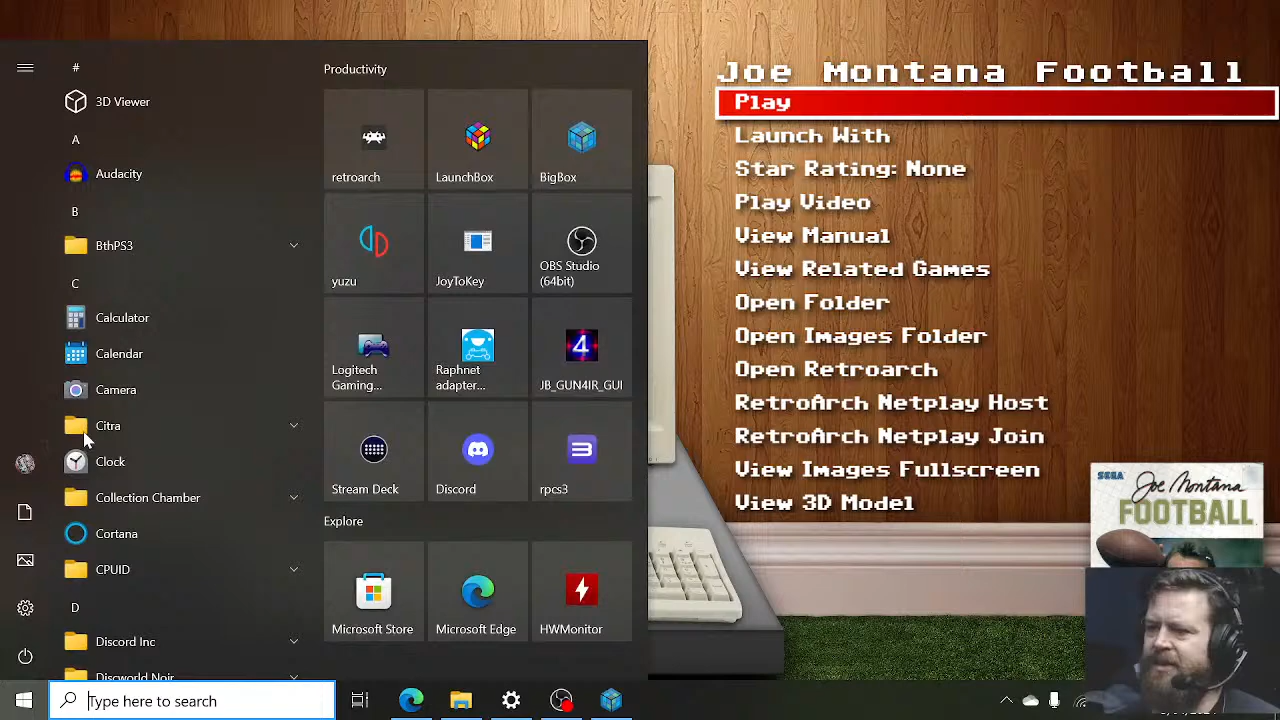 #
3D Viewer
A
Audacity
B
BthPS3
C
Calculator
Calendar
Camera
Citra
Clock
Collection Chamber
Cortana
CPUID
D
Discord Inc
Discworld Noir
Productivity
retroarch
LaunchBox
BigBox
yuzu
JoyToKey
OBS Studio
(64bit)
Logitech
Gaming...
Raphnet
adapter...
4
JB_GUN4IR_GUI
Stream Deck
Discord
rpcs3
Explore
Microsoft Store
Microsoft Edge
HWMonitor
Type here to search
Joe Montana Football
Play
Launch With
Star Rating: None
Play Video
View Manual
View Related Games
Open Folder
Open Images Folder
Open Retroarch
RetroArch Netplay Host
RetroArch Netplay Join
View Images Fullscreen
View 3D Model
SEGA
Joe Montana
FOOTBALL